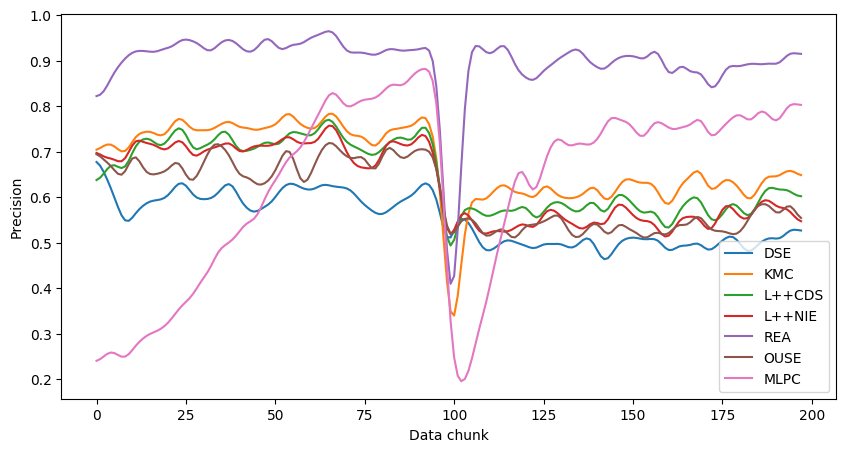 1.0
0.9
0.8
0.7
0.6
0.5
0.4
0.3
0.2
Precision
0
25
50
75
100
125
150
175
200
Data chunk
DSE
KMC
L++CDS
L++NIE
REA
OUSE
MLPC